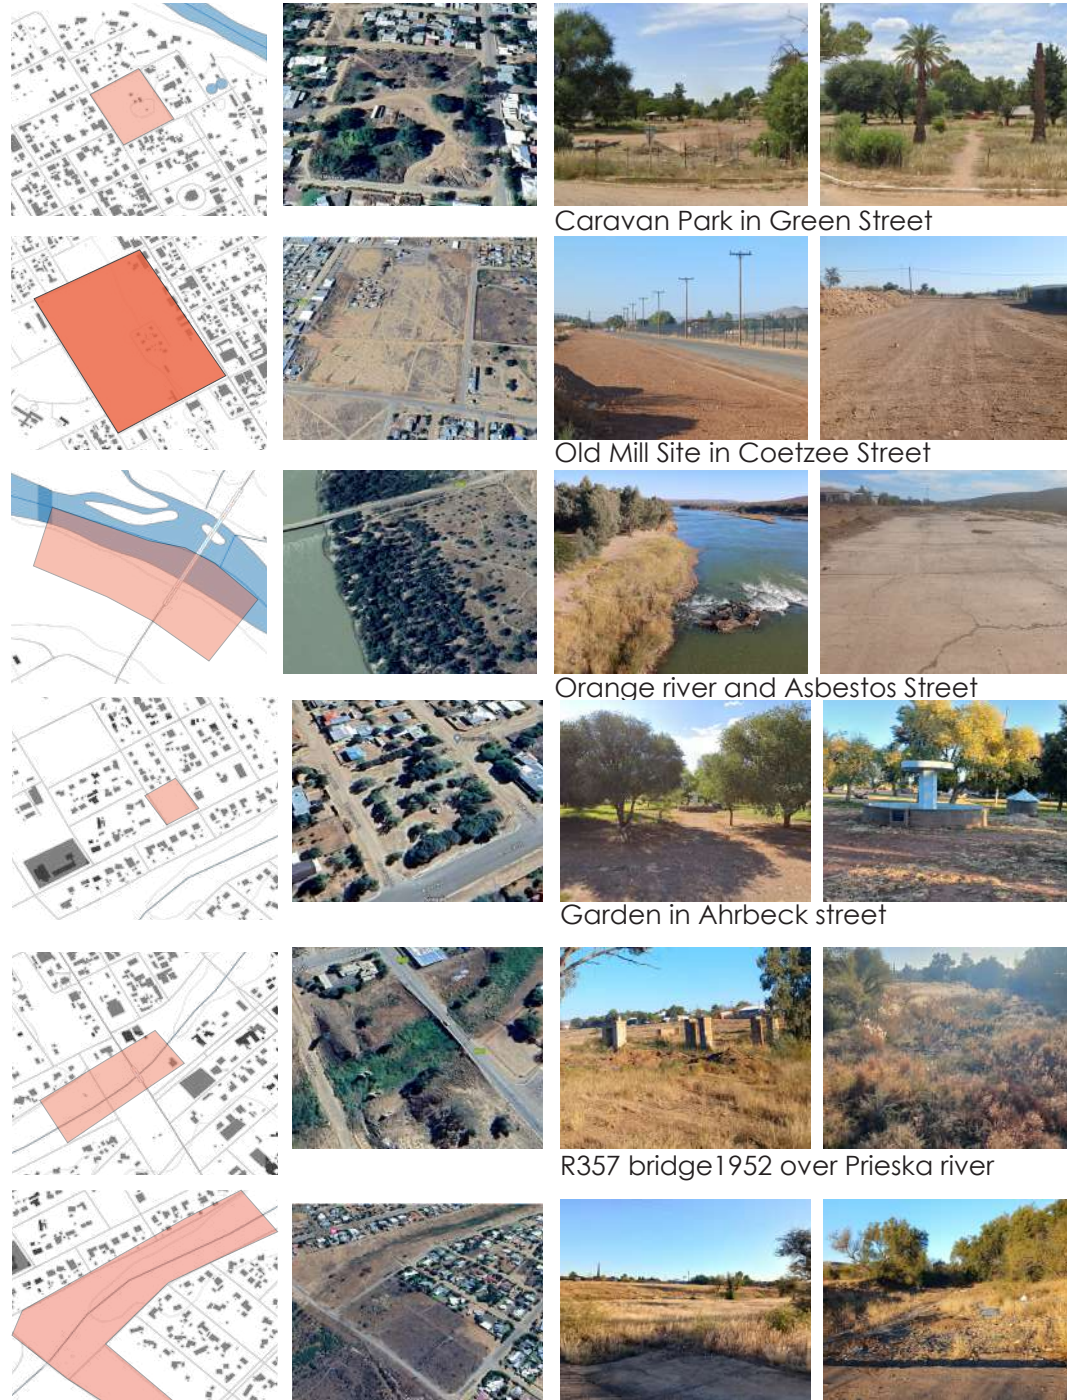 Caravan Park in Green Street
Old Mill Site in Coetzee Street
Orange river and Asbestos Street
Garden in Ahrbeck street
R357 bridge1952 over Prieska river